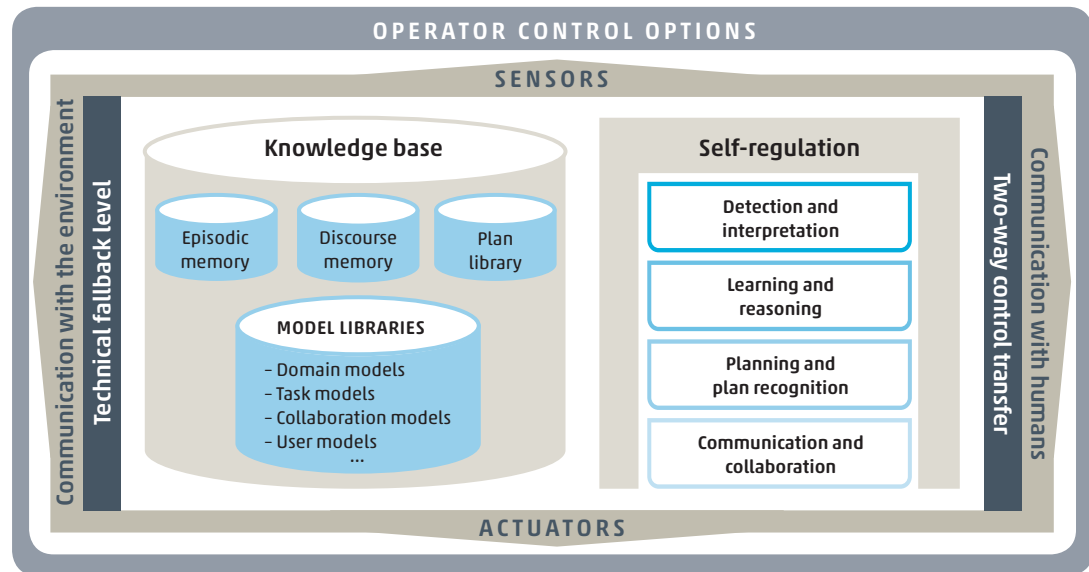 OPERATOR CONTROL OPTIONS
SENSORS
Communication with the environment
Technical fallback level
Knowledge base
Episodic
memory
Discourse
memory
Plan
library
MODEL LIBRARIES
– Domain models
– Task models
– Collaboration models
– User models
...
Self-regulation
Detection and
interpretation
Learning and
reasoning
Planning and
plan recognition
Communication and
collaboration
Two-way control transfer
Communication with humans
ACTUATORS